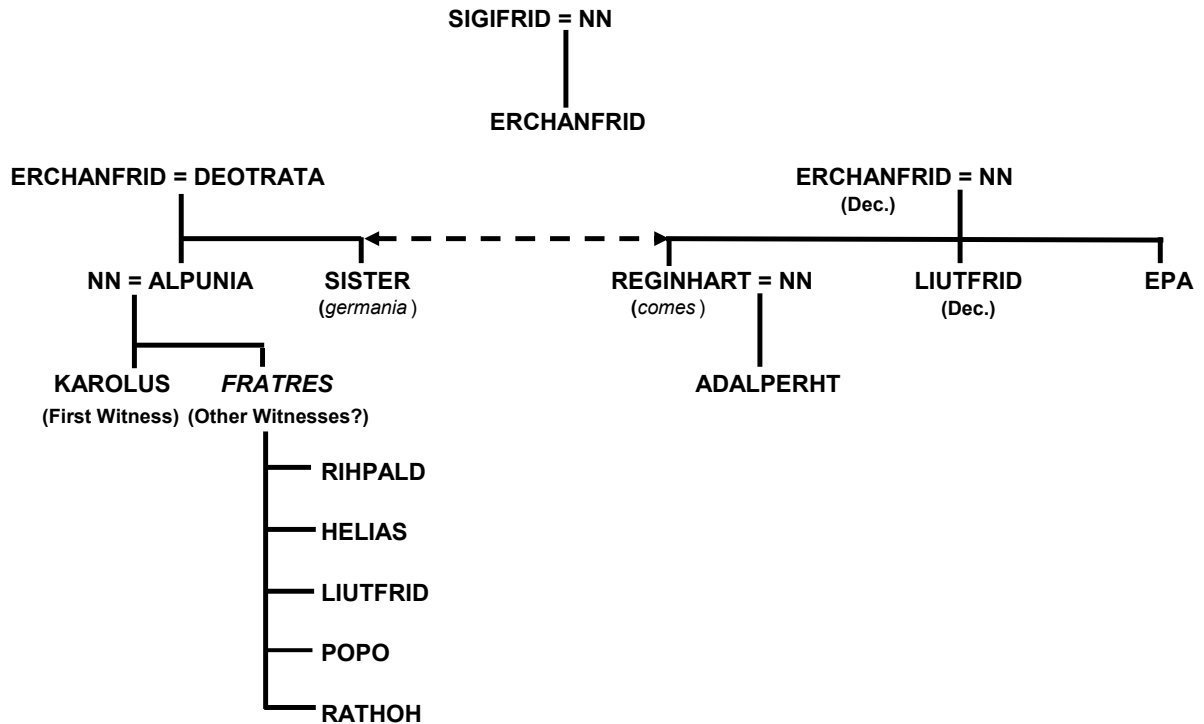 SIGIFRID = NN
ERCHANFRID
ERCHANFRID = DEOTRATA
ERCHANFRID = NN
(Dec.)
NN = ALPUNIA
SISTER
(germania)
REGINHART = NN
(comes)
LIUTFRID
(Dec.)
EPA
KAROLUS
(First Witness)
FRATRES
(Other Witnesses?)
ADALPERHT
RIHPALD
HELIAS
LIUTFRID
POPO
RATHOH